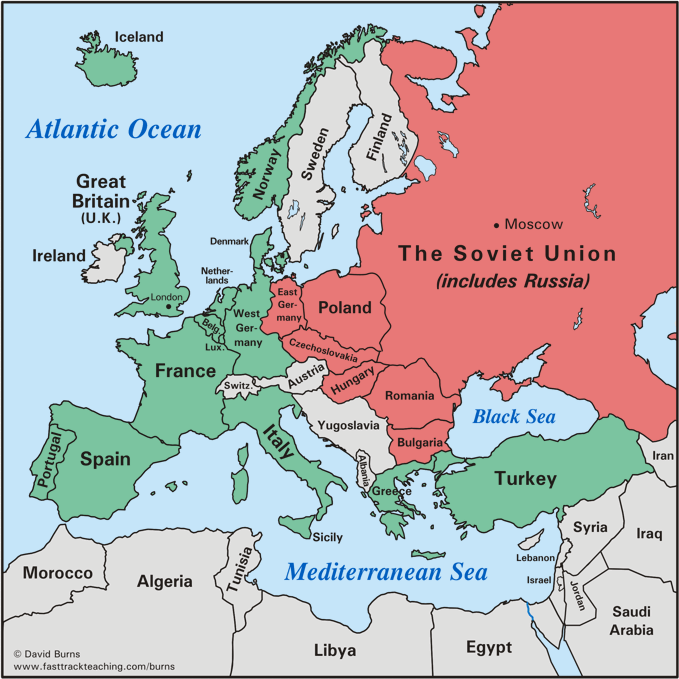 Iceland
Atlantic Ocean
Norway
Sweden
Finland
Great
Britain
(U.K.)
Ireland
London
Denmark
Nether-
lands
Moscow
The Soviet Union
(includes Russia)
East
Ger-
many
Poland
West
Ger-
many
Belg.
Lux.
Czechoslovakia
France
Switz.
Austria
Hungary
Romania
Yugoslavia
Black Sea
Bulgaria
Italy
Albania
Portugal
Spain
Greece
Turkey
Iran
Sicily
Syria
Iraq
Lebanon
Israel
Jordan
Mediterranean Sea
Morocco
Algeria
Tunisia
Saudi
Arabia
Libya
Egypt
© David Burns
www.fasttrackteaching.com/burns